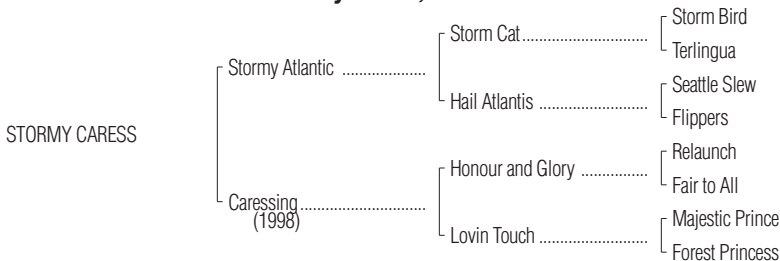 Storm Bird
Storm Cat..............................
Terlingua
Stormy Atlantic ....................
Seattle Slew
Hail Atlantis ..........................
Flippers
STORMY CARESS
Relaunch
Honour and Glory ................
Fair to All
Caressing..............................
(1998)
Majestic Prince
Lovin Touch ..........................
Forest Princess